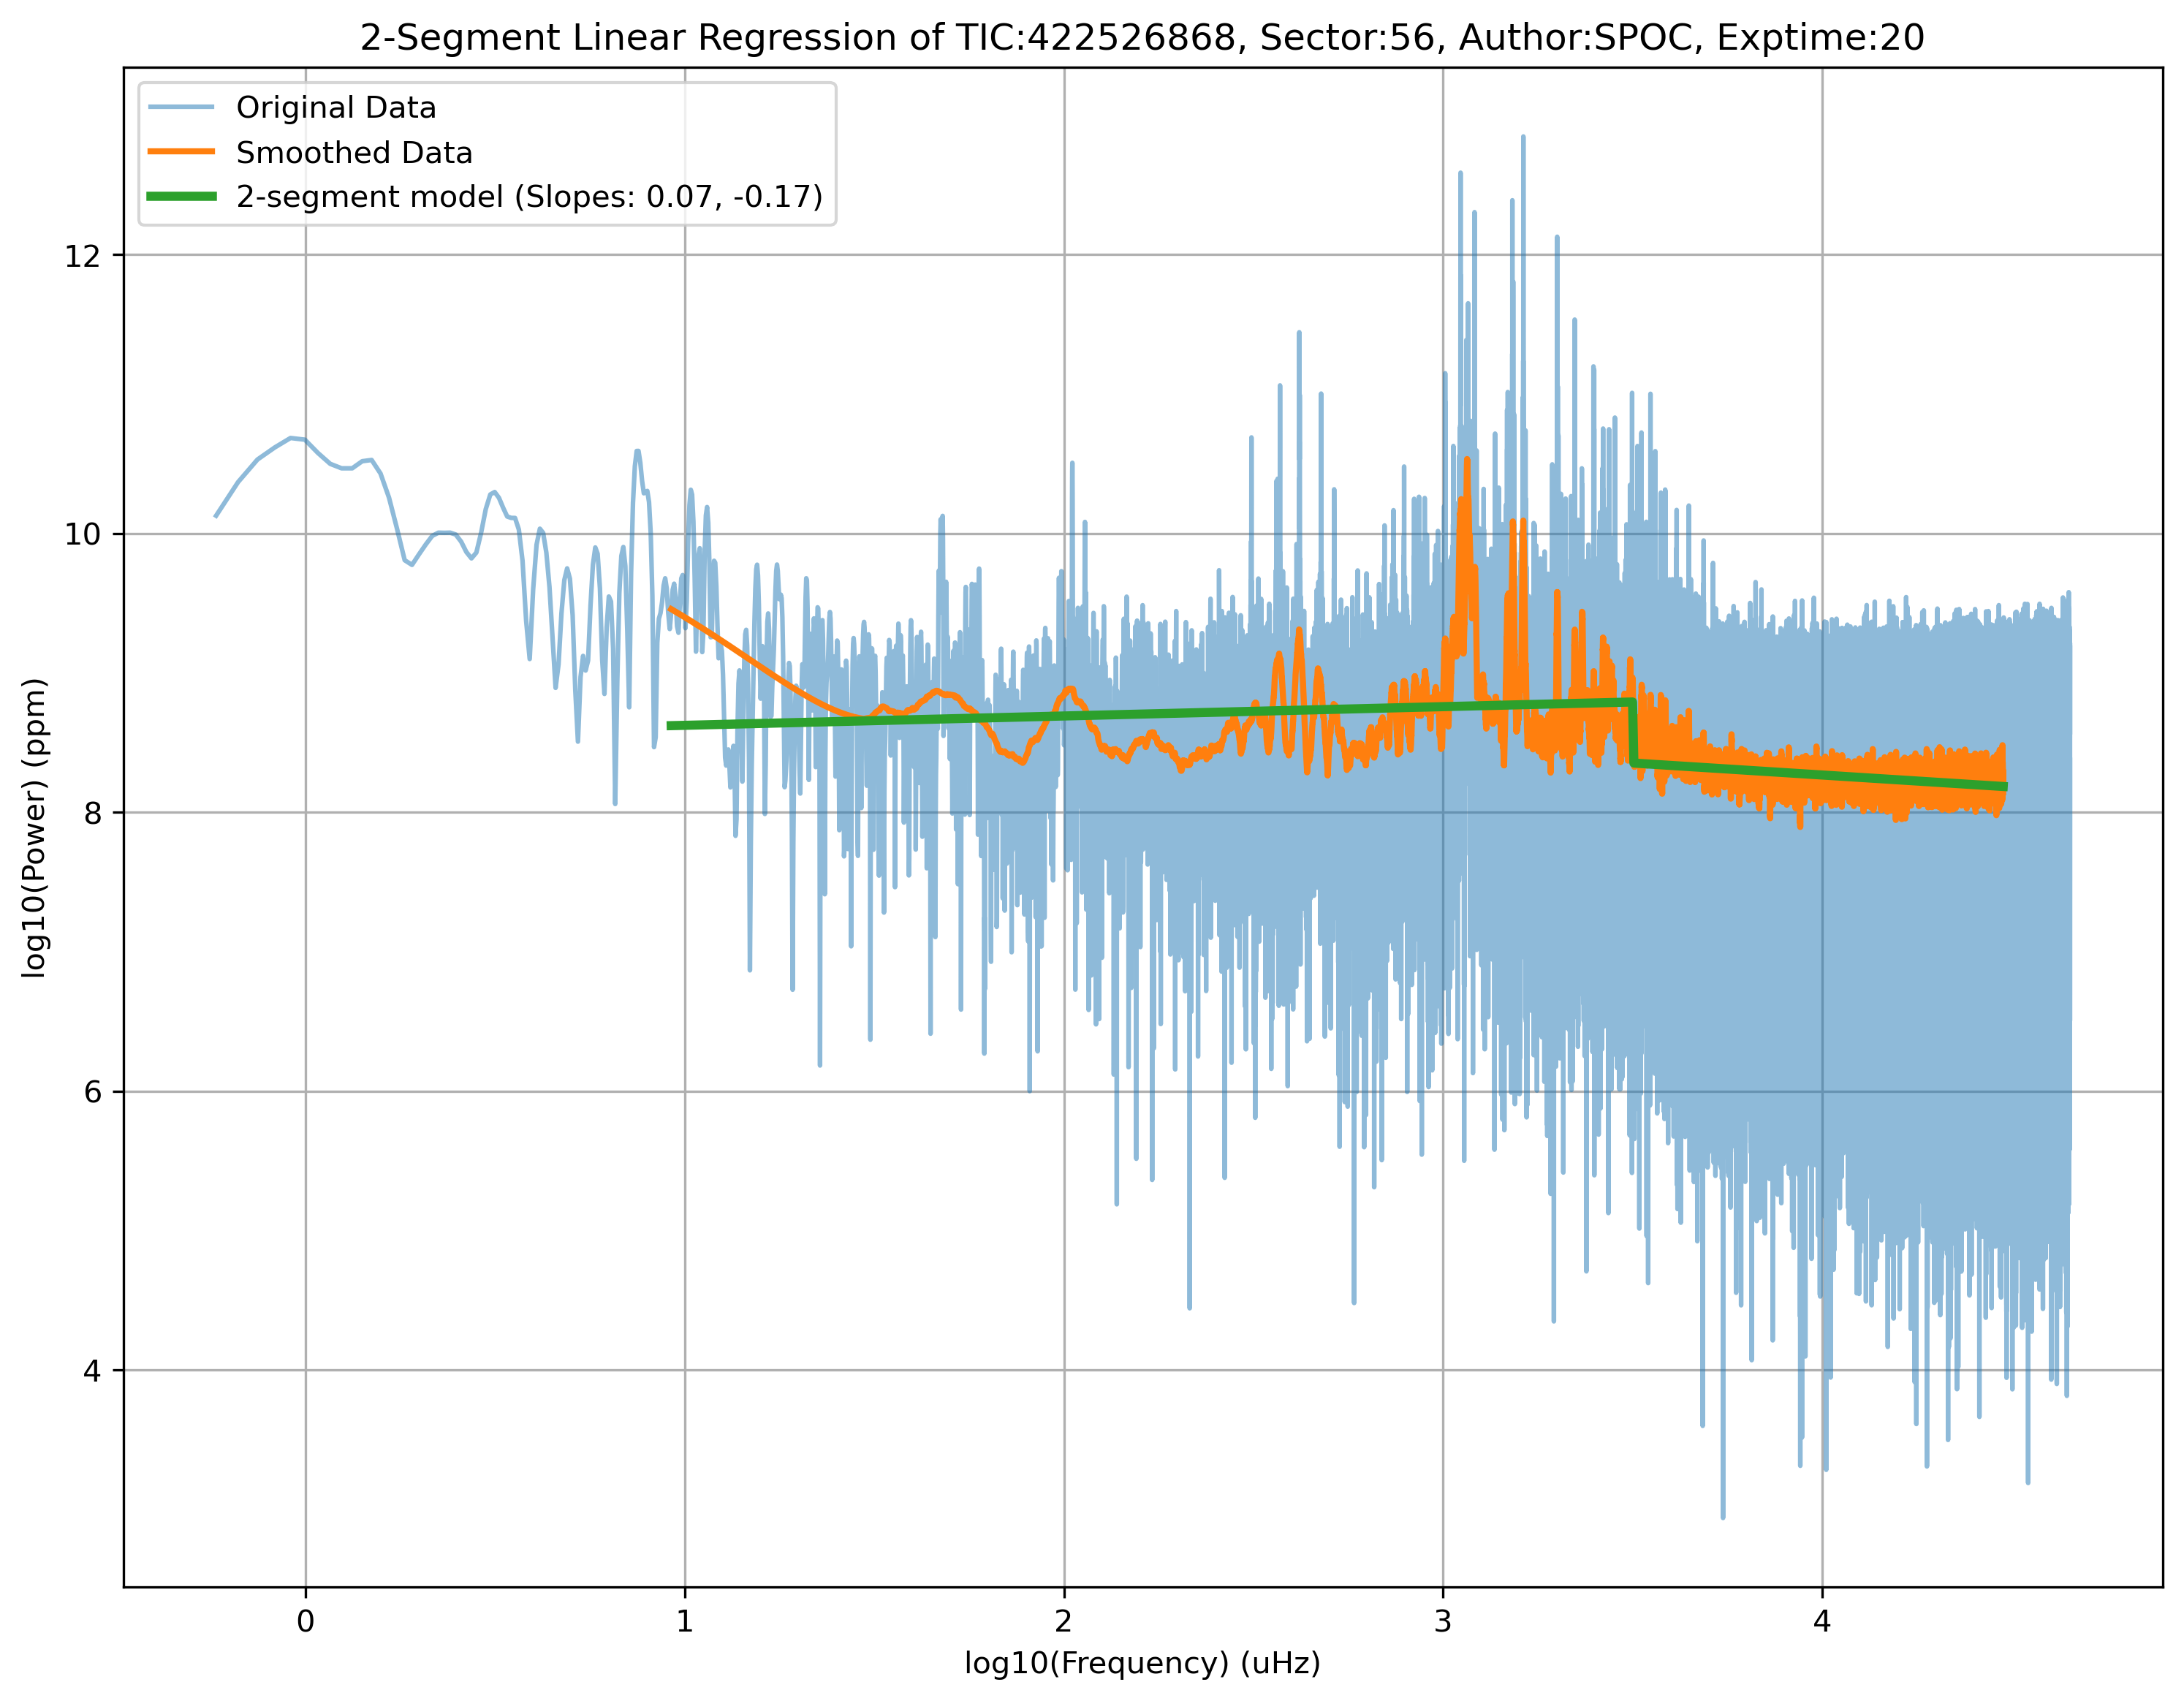 2-Segment Linear Regression of TIC:422526868, Sector:56, Author:SPOC, Exptime:20
Original Data
Smoothed Data
2-segment model (Slopes: 0.07, -0.17)
log10(Power) (ppm)
12
10
8
6
4
0 1 2 3 4
log10(Frequency) (uHz)